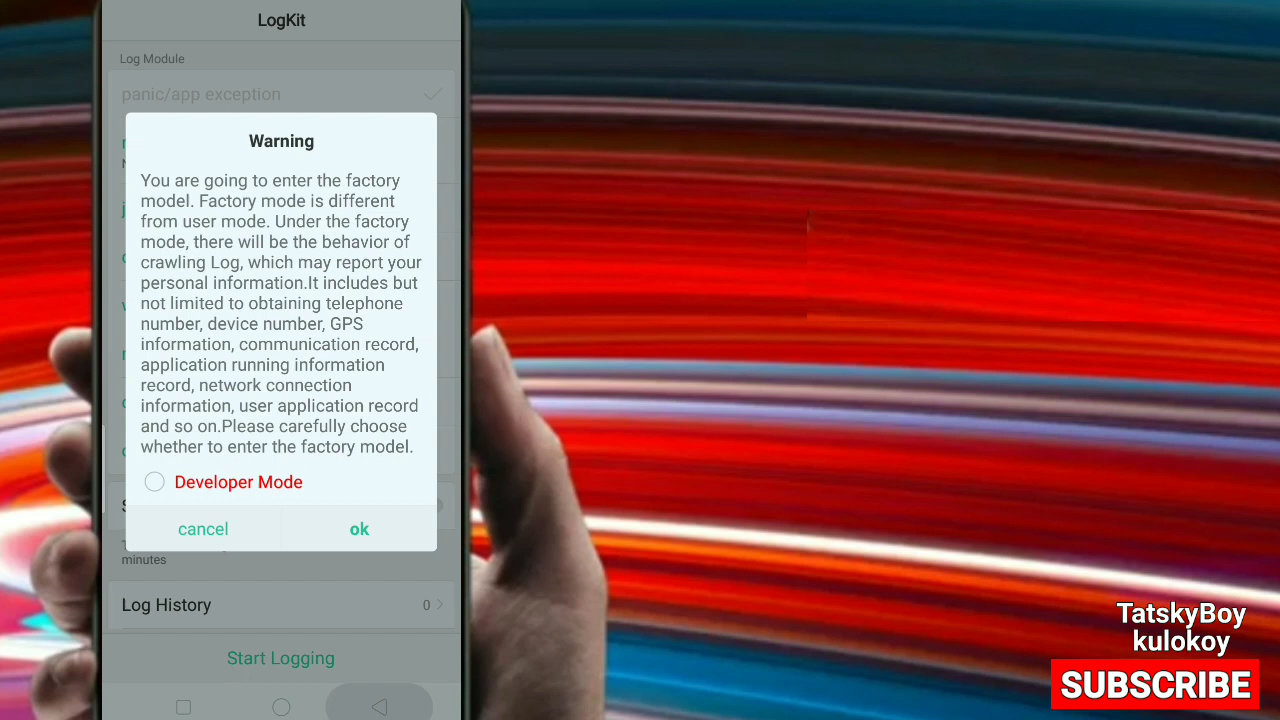 LogKit
Log Module
panic/app exception
Warning
You are going to enter the factory
model. Factory mode is different
from user mode. Under the factory
mode, there will be the behavior of
crawling Log, which may report your
personal information.It includes but
not limited to obtaining telephone
number, device number, GPS
information, communication record,
application running information
record, network connection
information, user application record
and so on.Please carefully choose
whether to enter the factory model.
Developer Mode
cancel
ok
minutes
Log History
0
Start Logging
TatskyBoy
kulokoy
SUBSCRIBE